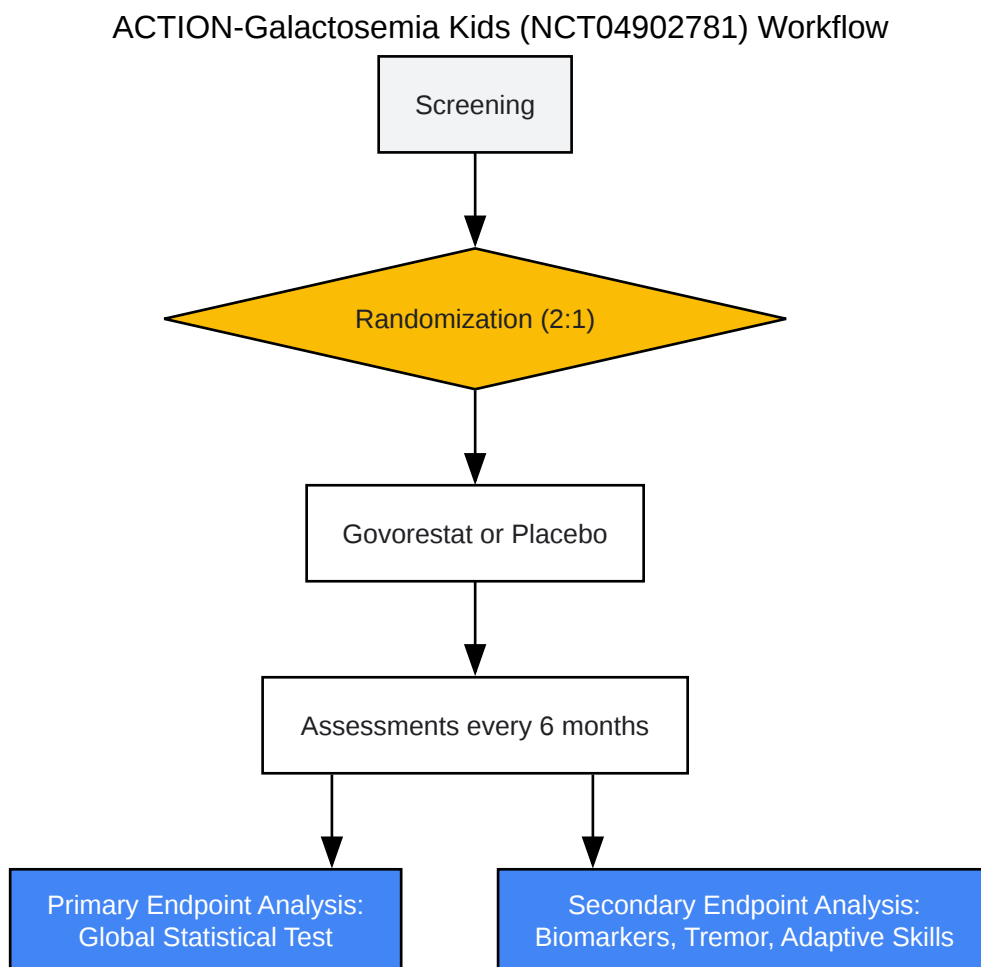 ACTION-Galactosemia Kids (NCT04902781) Workflow
Screening
Randomization (2:1)
Govorestat or Placebo
Assessments every 6 months
Primary Endpoint Analysis:
Global Statistical Test
Secondary Endpoint Analysis:
Biomarkers, Tremor, Adaptive Skills